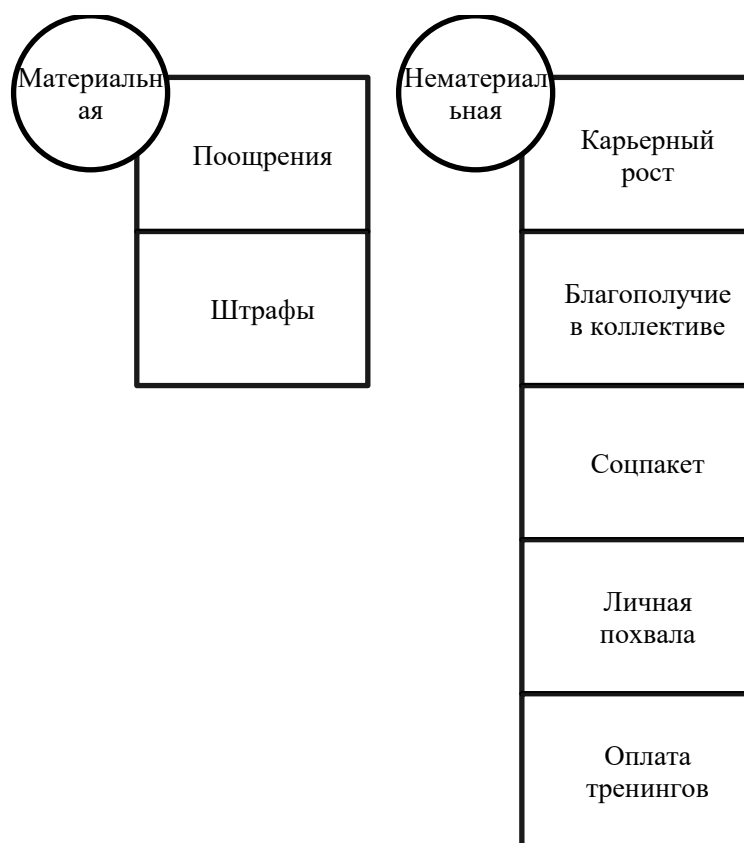 Материальн
ая
Поощрения
Штрафы
Нематериал
ьная
Карьерный
рост
Благополучие
в коллективе
Соцпакет
Личная
похвала
Оплата
тренингов